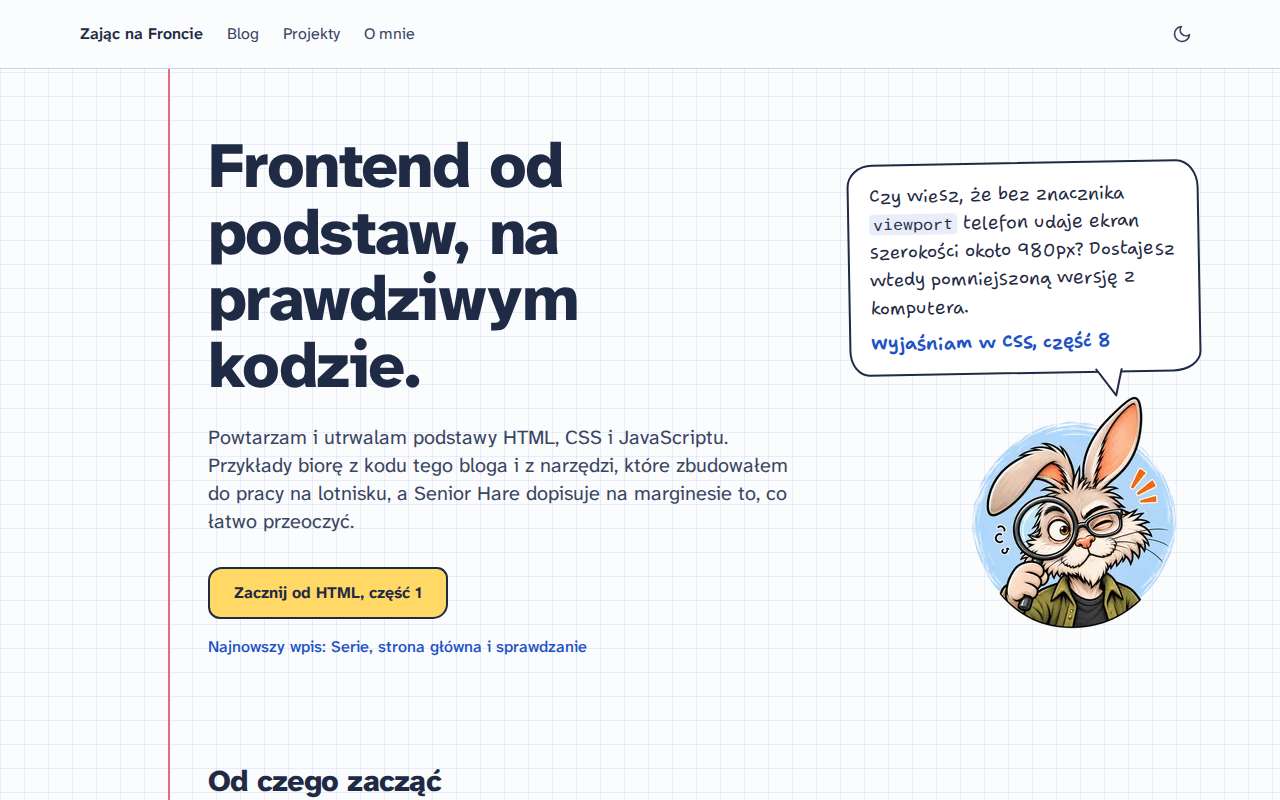 Zając na Froncie Blog Projekty O mnie
Frontend od
podstaw, na
prawdziwym
kodzie.
Powtarzam i utrwalam podstawy HTML, CSS i JavaScriptu.
Przykłady biorę z kodu tego bloga i z narzędzi, które zbudowałem
do pracy na lotnisku, a Senior Hare dopisuje na marginesie to, co
łatwo przeoczyć.
Zacznij od HTML, część 1
Najnowszy wpis: Serie, strona główna i sprawdzanie
Czy wiesz, że bez znacznika
viewport telefon udaje ekran
szerokości około 980px? Dostajesz
wtedy pomniejszoną wersję z
komputera.
Wyjaśniam w CSS, część 8
Od czego zacząć